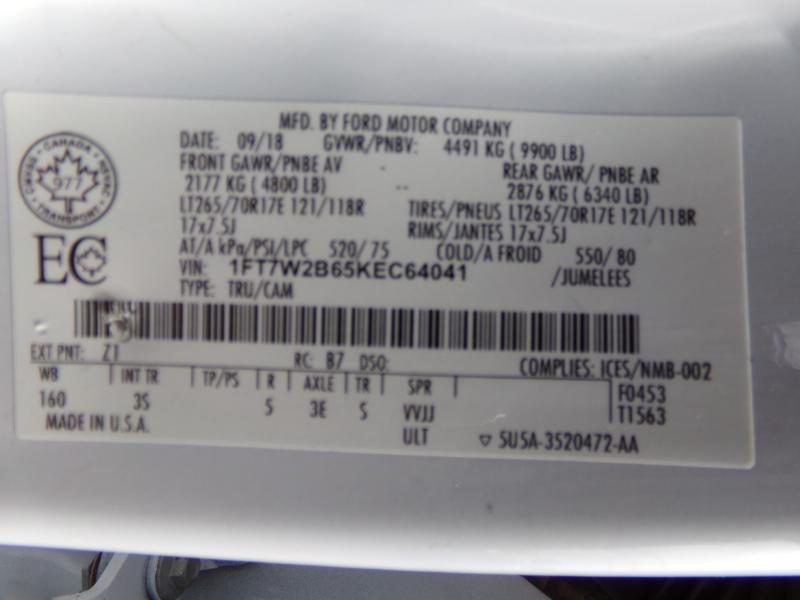 MFD. BY FORD MOTOR COMPANY
DATE: 09/18 GVWR/PNBV: 4491 KG ( 9900 LB)
FRONT GAWR/PNBE AV REAR GAWR/ PNBE AR
2177 KG ( 4800 LB) -- 2876 KG ( 6340 LB)
LT265/70R17E 121/118R TIRES/PNEUS LT265/70R17E 121/118R
17x7.5J RIMS/JANTES 17x7.5J
AT/A kPa/PSI/LPC 520/ 75 COLD/A FROID 550/ 80
VIN: 1FT7W2B65KEC64041 /JUMELEES
TYPE: TRU/CAM
CANADA
977
TRANSPORT
EC
EXT PNT: Z1 RC: B7 DSO: COMPLIES: ICES/NMB-002
WB INT TR TP/PS R AXLE TR SPR F0453
160 3S 5 3E S VVJJ T1563
MADE IN U.S.A. ULT ▽ 5U5A-3520472-AA